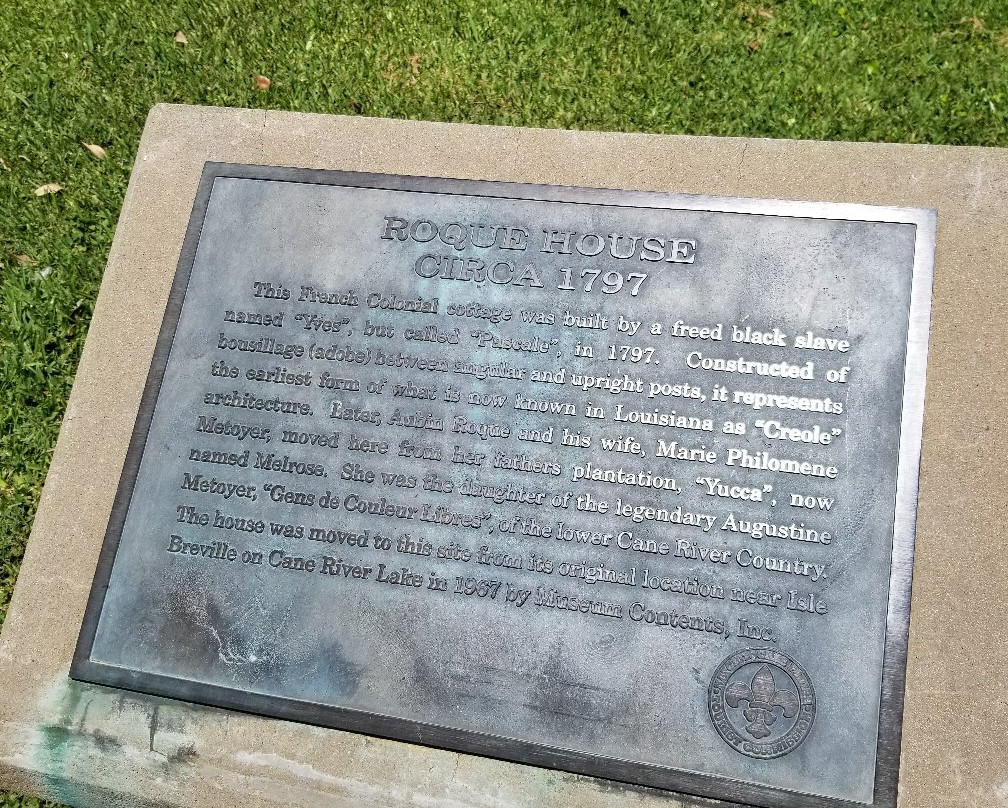 ROQUE HOUSE
CIRCA 1797
This French Colonial cottage was built by a freed black slave
named "Yves", but called "Pascale", in 1797. Constructed of
bousillage (adobe) between angular and upright posts, it represents
the earliest form of what is now known in Louisiana as "Creole"
architecture. Later, Aubin Roque and his wife, Marie Philomene
Metoyer, moved here from her fathers plantation, "Yucca", now
named Melrose. She was the daughter of the legendary Augustine
Metoyer, "Gens de Couleur Libres", of the lower Cane River Country.
The house was moved to this site from its original location near Isle
Breville on Cane River Lake in 1967 by Museum Contents, Inc.
TOURIST COMMISSION